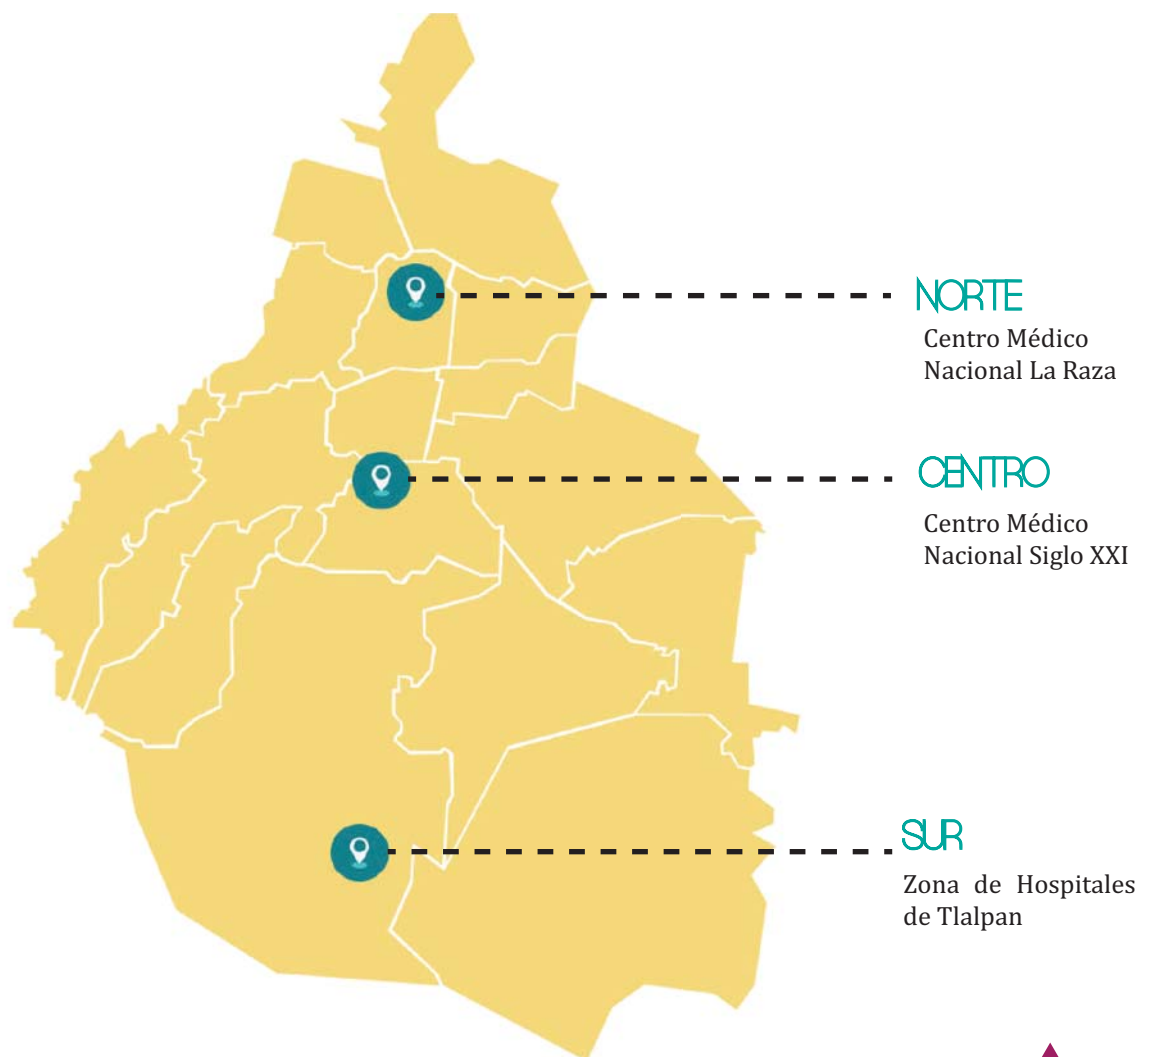 NORTE
Centro Médico
Nacional La Raza
CENTRO
Centro Médico
Nacional Siglo XXI
SUR
Zona de Hospitales
de Tlalpan